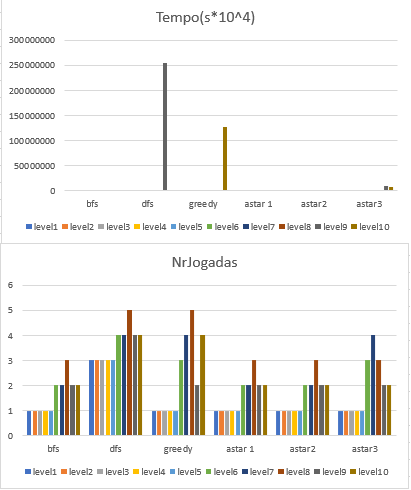 Tempo(s*10^4)
300000000
250000000
200000000
150000000
100000000
50000000
0
bfs dfs greedy astar 1 astar2 astar3
level1 level2 level3 level4 level5 level6 level7 level8 level9 level10
NrJogadas
6
5
4
3
2
1
0
bfs dfs greedy astar 1 astar2 astar3
level1 level2 level3 level4 level5 level6 level7 level8 level9 level10